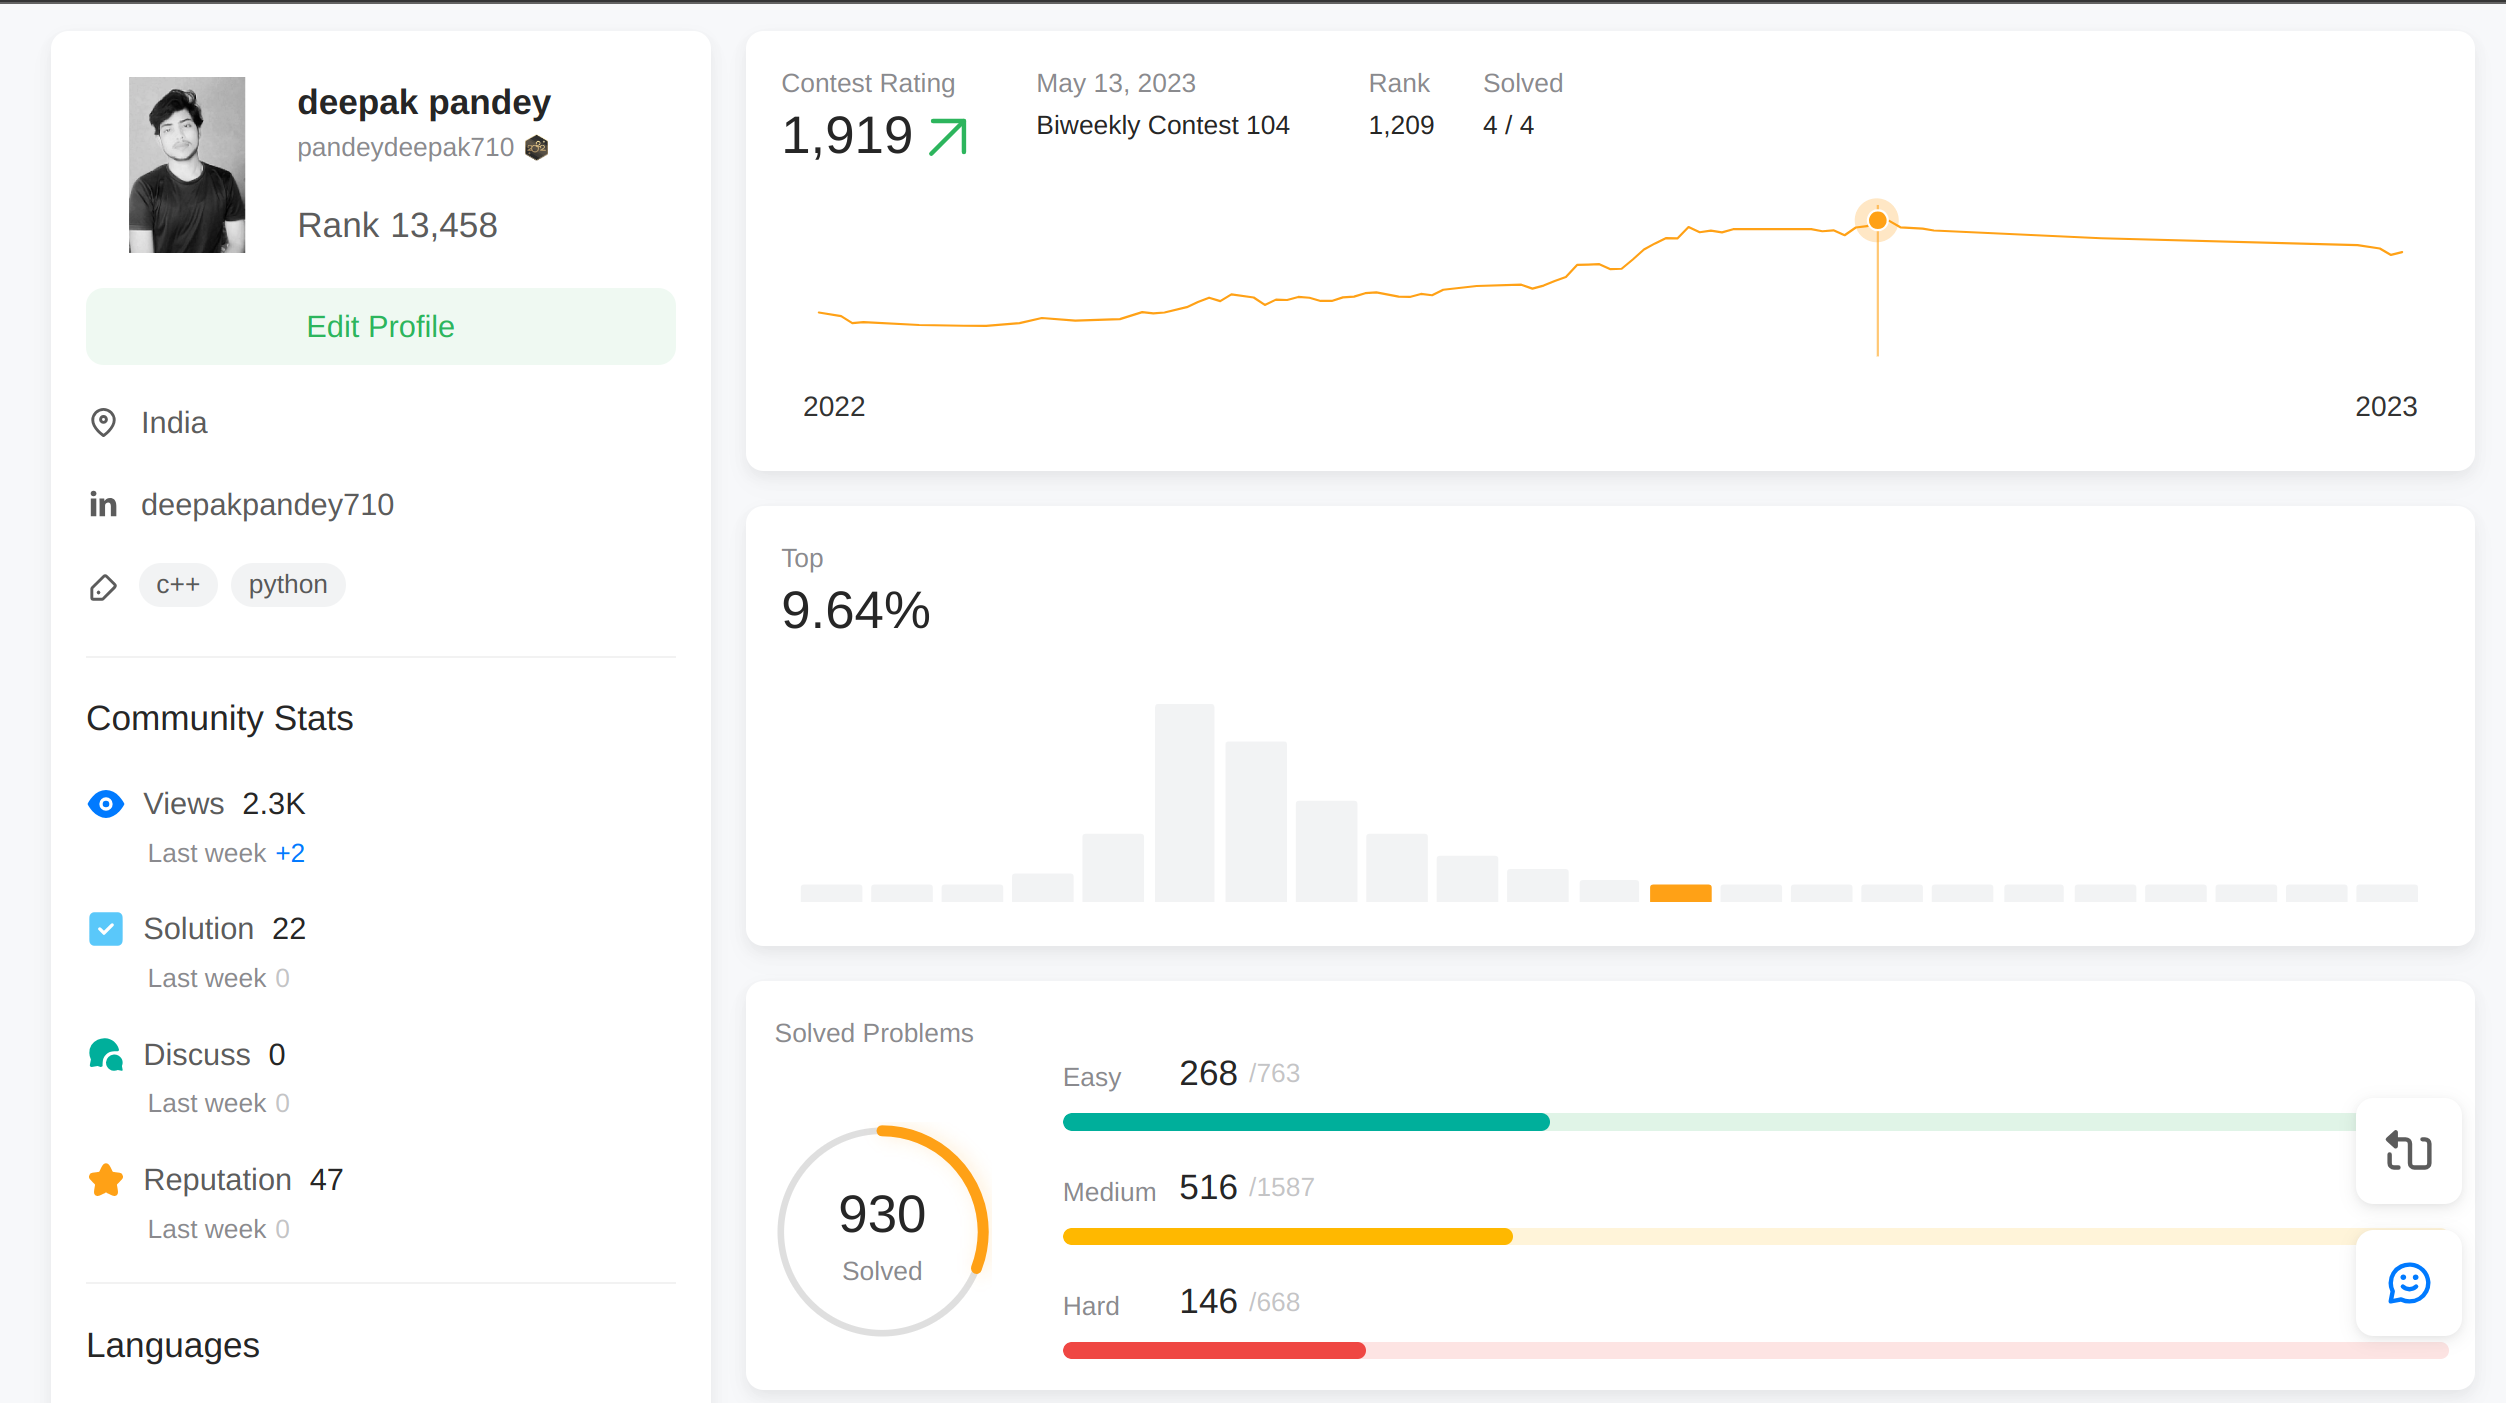 deepak pandey
pandeydeepak710
Rank 13,458
Edit Profile
India
in deepakpandey710
c++ python
Community Stats
Views 2.3K
Last week +2
Solution 22
Last week 0
Discuss 0
Last week 0
Reputation 47
Last week 0
Languages
Contest Rating
1,919
May 13, 2023
Biweekly Contest 104
Rank
1,209
Solved
4 / 4
2022 2023
Top
9.64%
Solved Problems
930
Solved
Easy 268 /763
Medium 516 /1587
Hard 146 /668